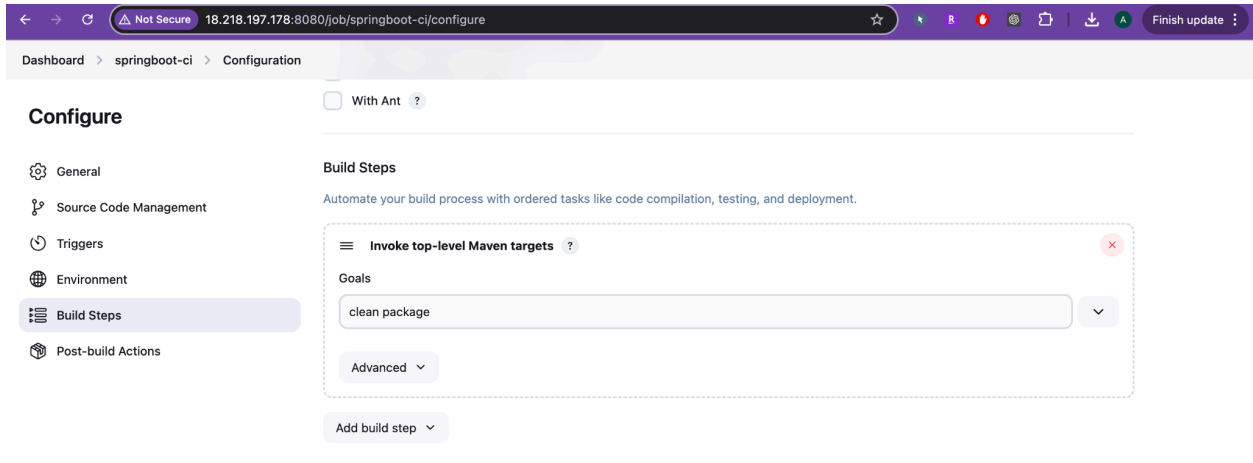 Not Secure 18.218.197.178:8080/job/springboot-ci/configure R A Finish update
Dashboard > springboot-ci > Configuration
Configure
General
Source Code Management
Triggers
Environment
Build Steps
Post-build Actions
With Ant ?
Build Steps
Automate your build process with ordered tasks like code compilation, testing, and deployment.
Invoke top-level Maven targets ?
Goals
clean package
Advanced
Add build step